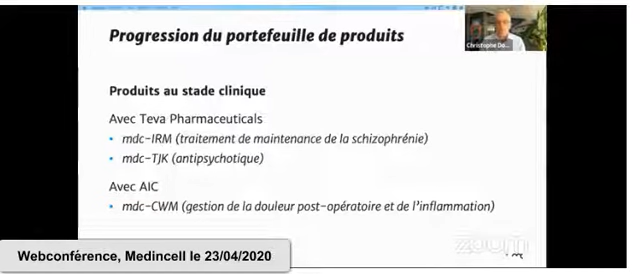 Progression du portefeuille de produits
Christophe Do...
Produits au stade clinique
Avec Teva Pharmaceuticals
• mdc-IRM (traitement de maintenance de la schizophrénie)
• mdc-TJK (antipsychotique)
Avec AIC
• mdc-CWM (gestion de la douleur post-opératoire et de l'inflammation)
zoom
Webconférence, Medincell le 23/04/2020